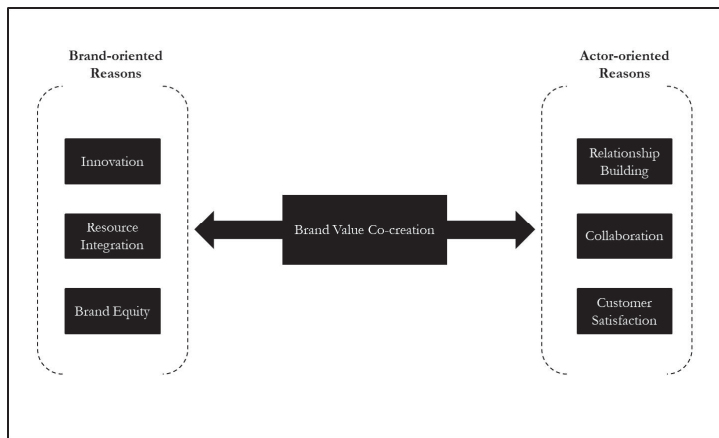 Brand-oriented
Reasons
Innovation
Resource
Integration
Brand Equity
Brand Value Co-creation
Actor-oriented
Reasons
Relationship
Building
Collaboration
Customer
Satisfaction